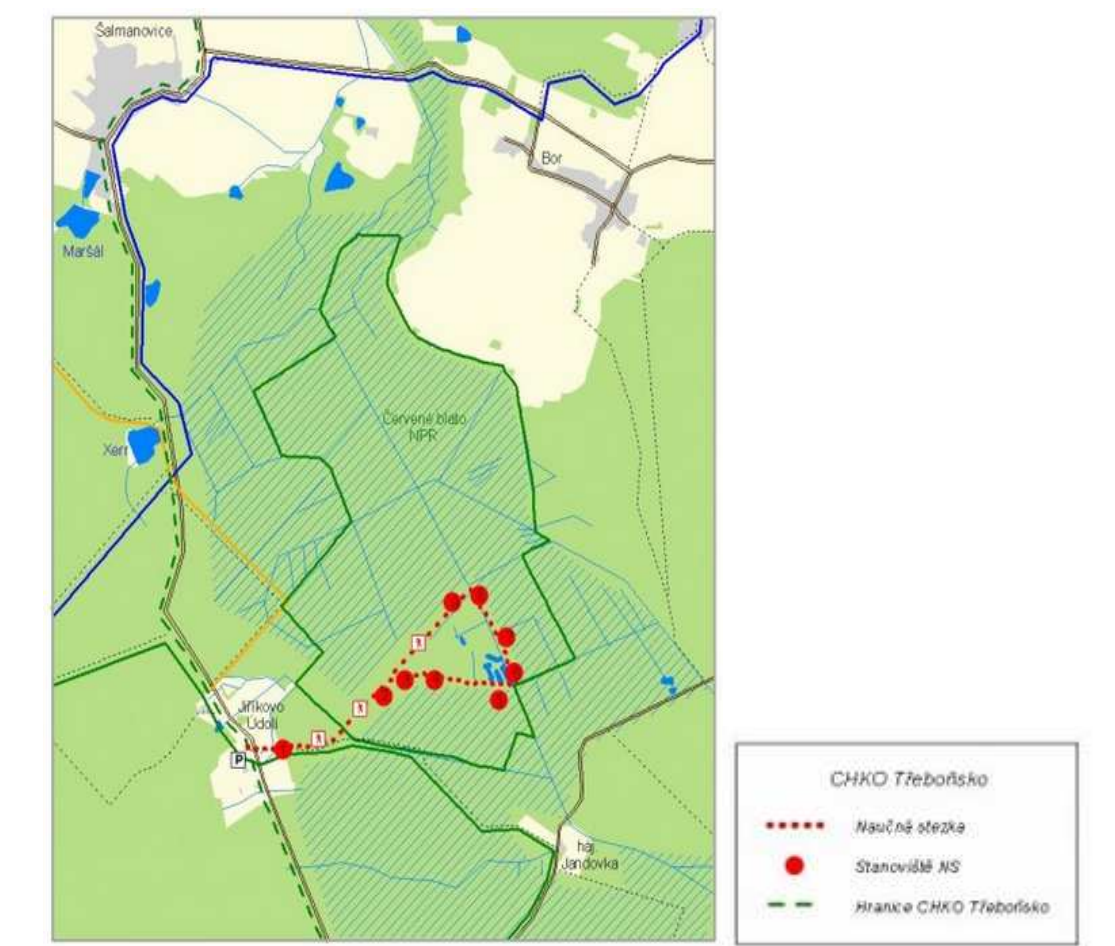 Šalmanovice
Bor
Maršál
Červené blato
NPR
Xerr
Jiříkovo
Údolí
P
háj
Jandovka
CHKO Třeboňsko
Naučná stezka
Stanoviště NS
Hranice CHKO Třeboňsko